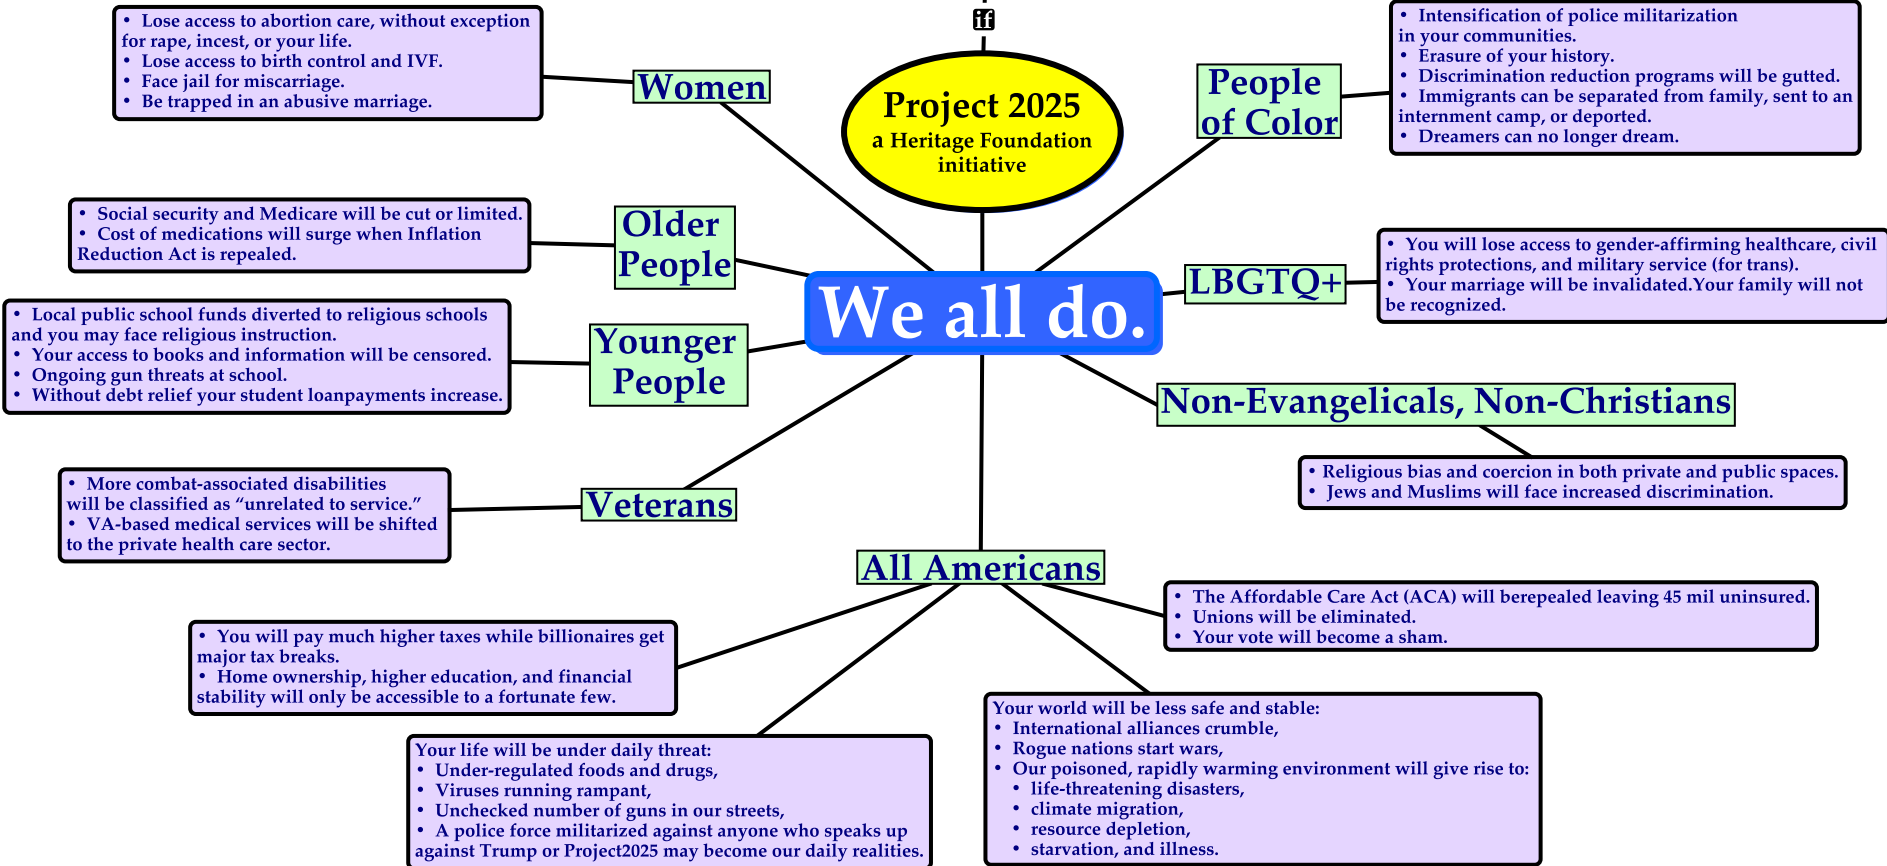 if
Project 2025
a Heritage Foundation
initiative
We all do.
Women
• Lose access to abortion care, without exception
for rape, incest, or your life.
• Lose access to birth control and IVF.
• Face jail for miscarriage.
• Be trapped in an abusive marriage.
People
of Color
• Intensification of police militarization
in your communities.
• Erasure of your history.
• Discrimination reduction programs will be gutted.
• Immigrants can be separated from family, sent to an
internment camp, or deported.
• Dreamers can no longer dream.
Older
People
• Social security and Medicare will be cut or limited.
• Cost of medications will surge when Inflation
Reduction Act is repealed.
LBGTQ+
• You will lose access to gender-affirming healthcare, civil
rights protections, and military service (for trans).
• Your marriage will be invalidated.Your family will not
be recognized.
Younger
People
• Local public school funds diverted to religious schools
and you may face religious instruction.
• Your access to books and information will be censored.
• Ongoing gun threats at school.
• Without debt relief your student loanpayments increase.
Non-Evangelicals, Non-Christians
• Religious bias and coercion in both private and public spaces.
• Jews and Muslims will face increased discrimination.
Veterans
• More combat-associated disabilities
will be classified as “unrelated to service.”
• VA-based medical services will be shifted
to the private health care sector.
All Americans
• The Affordable Care Act (ACA) will berepealed leaving 45 mil uninsured.
• Unions will be eliminated.
• Your vote will become a sham.
• You will pay much higher taxes while billionaires get
major tax breaks.
• Home ownership, higher education, and financial
stability will only be accessible to a fortunate few.
Your life will be under daily threat:
• Under-regulated foods and drugs,
• Viruses running rampant,
• Unchecked number of guns in our streets,
• A police force militarized against anyone who speaks up
against Trump or Project2025 may become our daily realities.
Your world will be less safe and stable:
• International alliances crumble,
• Rogue nations start wars,
• Our poisoned, rapidly warming environment will give rise to:
• life-threatening disasters,
• climate migration,
• resource depletion,
• starvation, and illness.